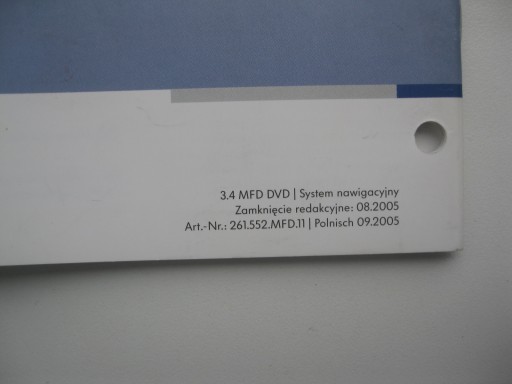 3.4 MFD DVD | System nawigacyjny
Zamknięcie redakcyjne: 08.2005
Art.-Nr.: 261.552.MFD.11 | Polnisch 09.2005